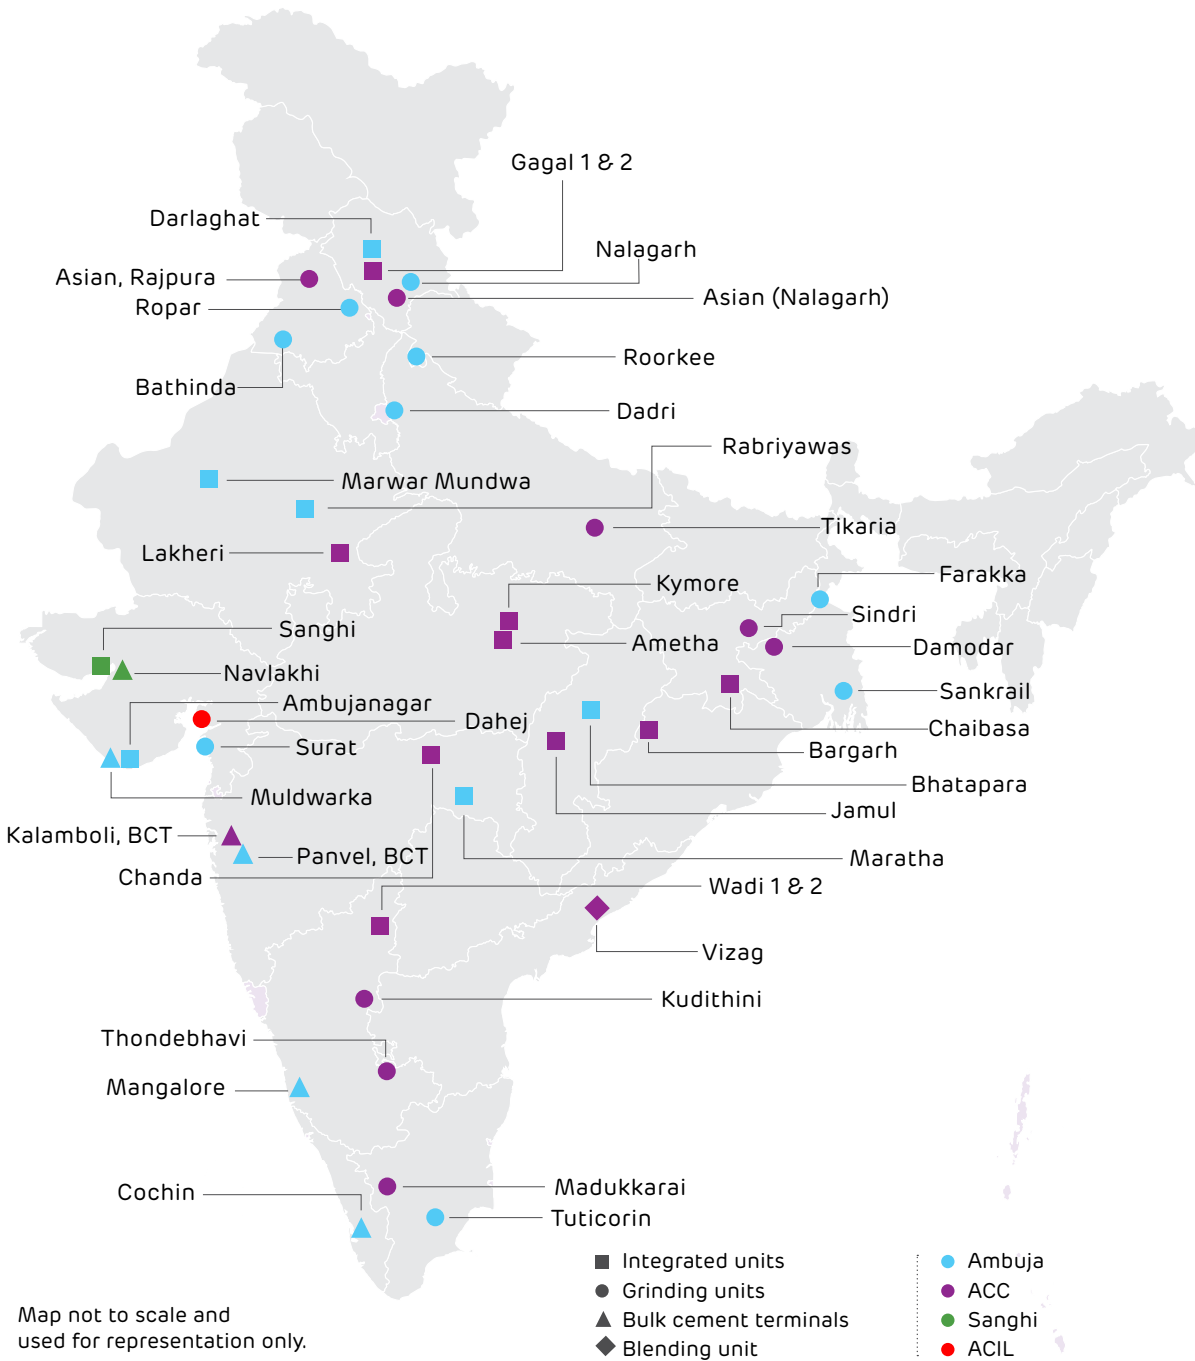 Gagal 1 & 2
Darlaghat
Nalagarh
Asian, Rajpura
Asian (Nalagarh)
Ropar
Roorkee
Bathinda
Dadri
Rabriyawas
Marwar Mundwa
Tikaria
Lakheri
Farakka
Kymore
Sindri
Sanghi
Ametha
Damodar
Navlakhi
Sankrail
Ambujanagar
Dahej
Chaibasa
Surat
Bargarh
Bhatapara
Muldwarka
Jamul
Kalamboli, BCT
Panvel, BCT
Maratha
Chanda
Wadi 1 & 2
Vizag
Kudithini
Thondebhavi
Mangalore
Madukkarai
Cochin
Tuticorin
Integrated units
Grinding units
Bulk cement terminals
Blending unit
Ambuja
ACC
Sanghi
ACIL
Map not to scale and
used for representation only.